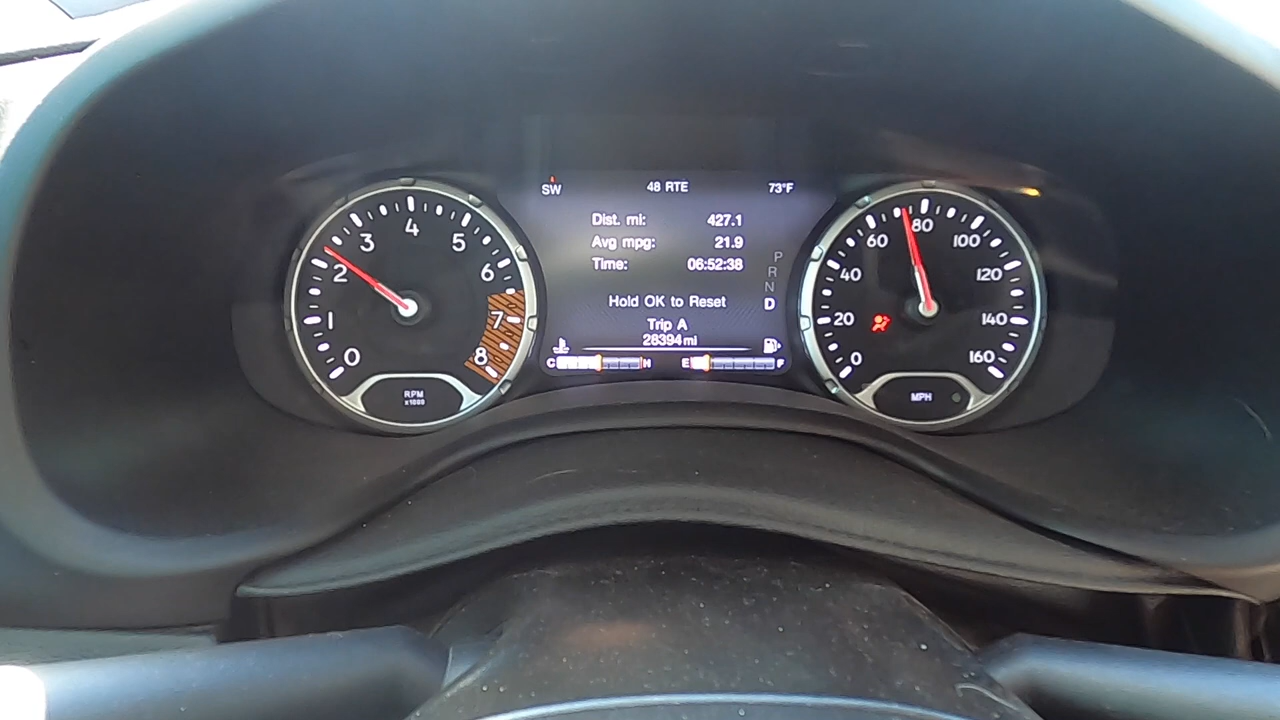 SW 48 RTE 73°F
Dist. mi: 427.1
Avg mpg: 21.9
Time: 06:52:38
Hold OK to Reset
Trip A
28394 mi
P
R
N
D
C H
E F
0
1
2
3
4
5
6
7
8
RPM
x1000
0
20
40
60
80
100
120
140
160
MPH